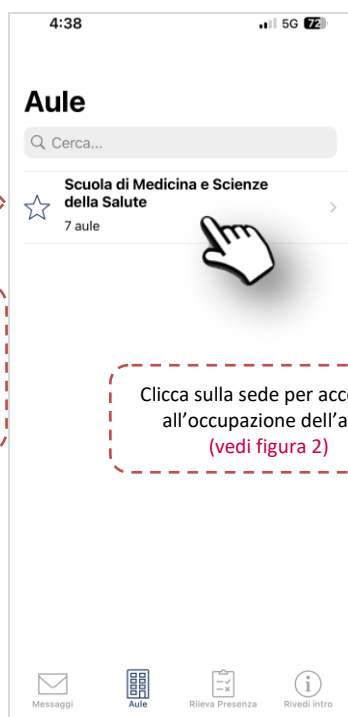 4:38
5G 72
Aule
Cerca...
Scuola di Medicina e Scienze
della Salute
7 aule
Clicca sulla sede per
all’occupazione
(vedi figura 2)
Messaggi
Aule
Rileva Presenza
Rivedi intro